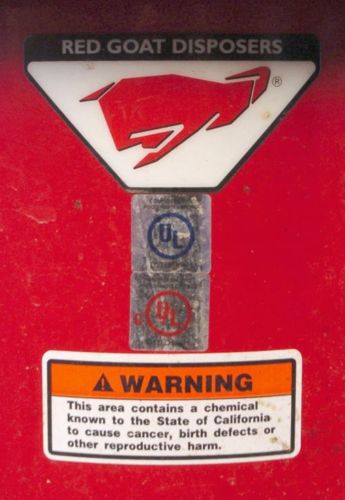 RED GOAT DISPOSERS
®
UL
UL
WARNING
This area contains a chemical
known to the State of California
to cause cancer, birth defects or
other reproductive harm.